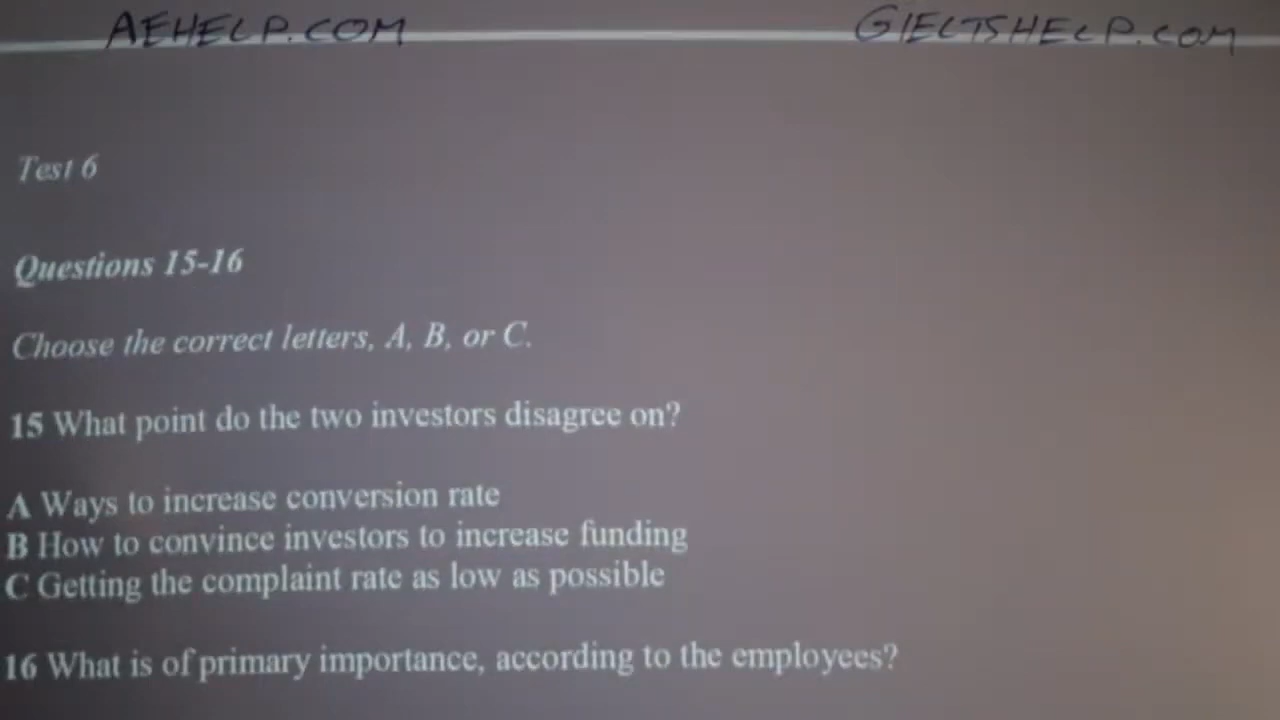 AEHELP.COM
GIELTSHELP.COM
Test 6
Questions 15-16
Choose the correct letters, A, B, or C.
15 What point do the two investors disagree on?
A Ways to increase conversion rate
B How to convince investors to increase funding
C Getting the complaint rate as low as possible
16 What is of primary importance, according to the employees?